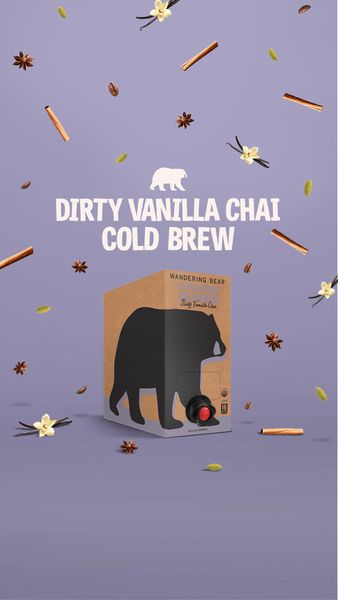 DIRTY VANILLA CHAI
COLD BREW
WANDERING BEAR
Dirty Vanilla Chai